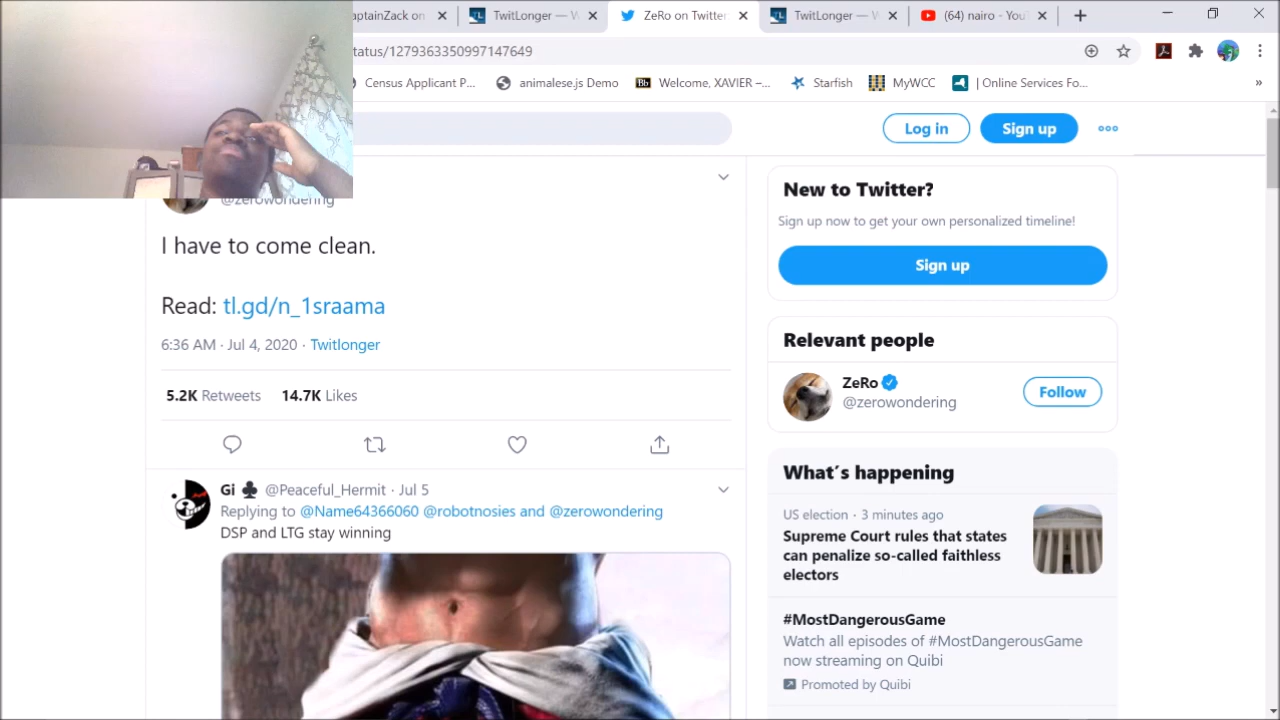 aptainZack on
TwitLonger — W
ZeRo on Twitter
TwitLonger — W
(64) nairo - YouT
tatus/1279363350997147649
Census Applicant P...
animalese.js Demo
Bb
Welcome, XAVIER –...
Starfish
MyWCC
| Online Services Fo...
»
Log in
Sign up
@zerowondering
I have to come clean.
Read: tl.gd/n_1sraama
6:36 AM · Jul 4, 2020 · Twitlonger
5.2K Retweets 14.7K Likes
Gi ♣ @Peaceful_Hermit · Jul 5
Replying to @Name64366060 @robotnosies and @zerowondering
DSP and LTG stay winning
New to Twitter?
Sign up now to get your own personalized timeline!
Sign up
Relevant people
ZeRo
@zerowondering
Follow
What's happening
US election · 3 minutes ago
Supreme Court rules that states
can penalize so-called faithless
electors
#MostDangerousGame
Watch all episodes of #MostDangerousGame
now streaming on Quibi
Promoted by Quibi